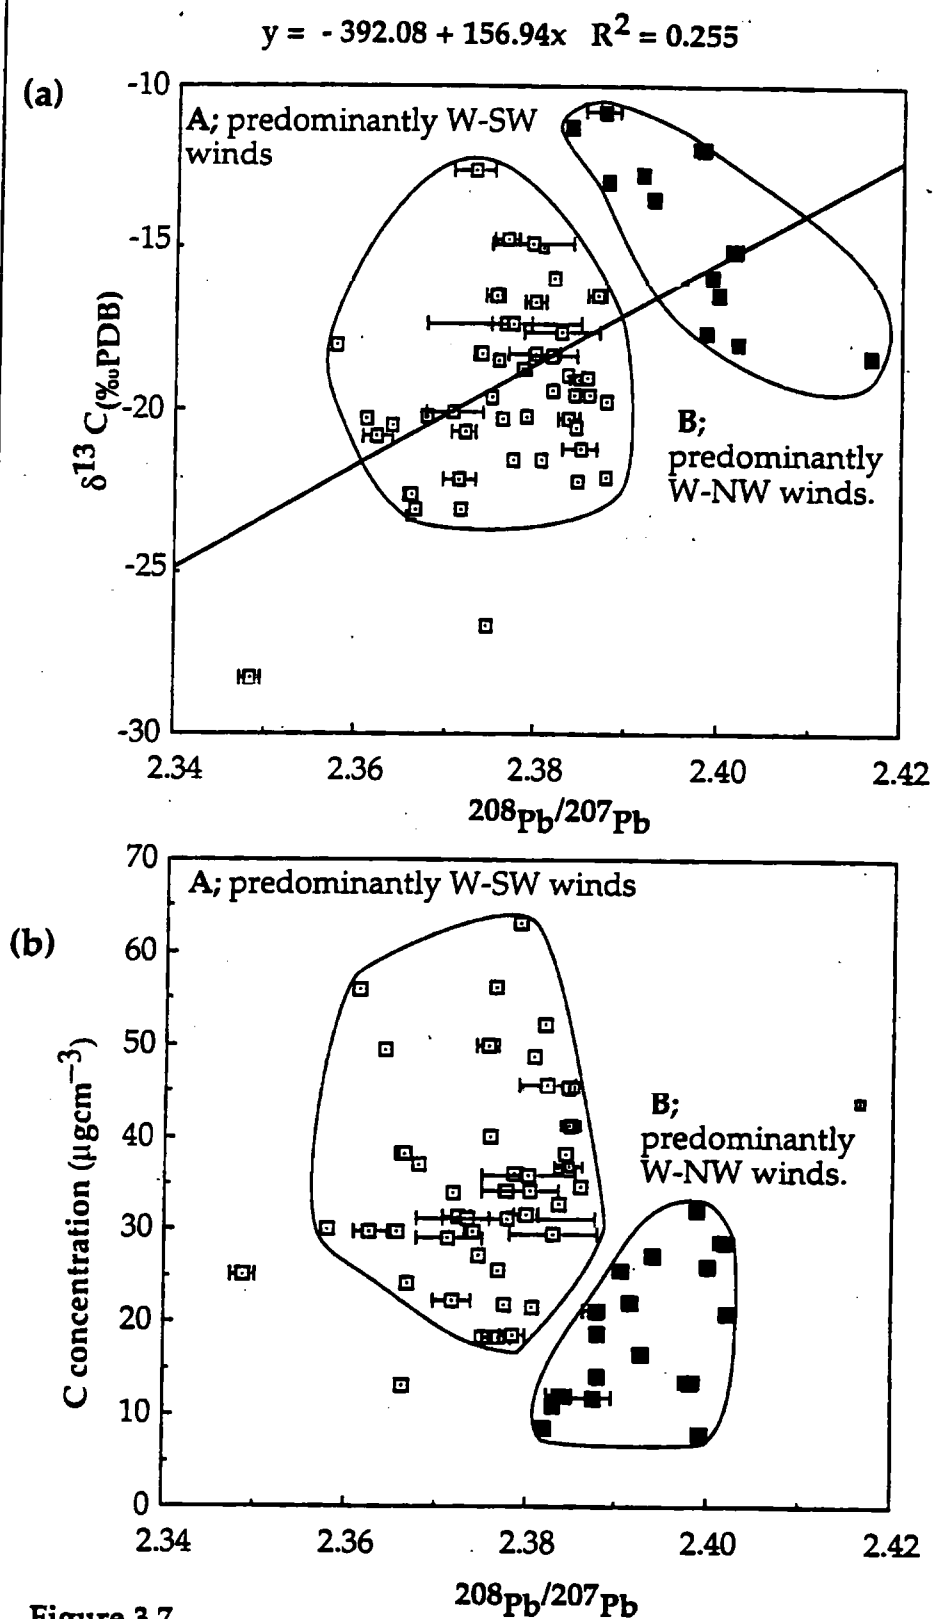 y = - 392.08 + 156.94x R² = 0.255
(a)
-10
A; predominantly W-SW
winds
-15
δ¹³ C (‰PDB)
-20
B;
predominantly
W-NW winds.
-25
-30
2.34 2.36 2.38 2.40 2.42
²⁰⁸Pb/²⁰⁷Pb
70
A; predominantly W-SW winds
(b)
60
50
C concentration (μgcm⁻³)
B;
40
predominantly
W-NW winds.
30
20
10
0
2.34 2.36 2.38 2.40 2.42
²⁰⁸Pb/²⁰⁷Pb
Figure 3.7